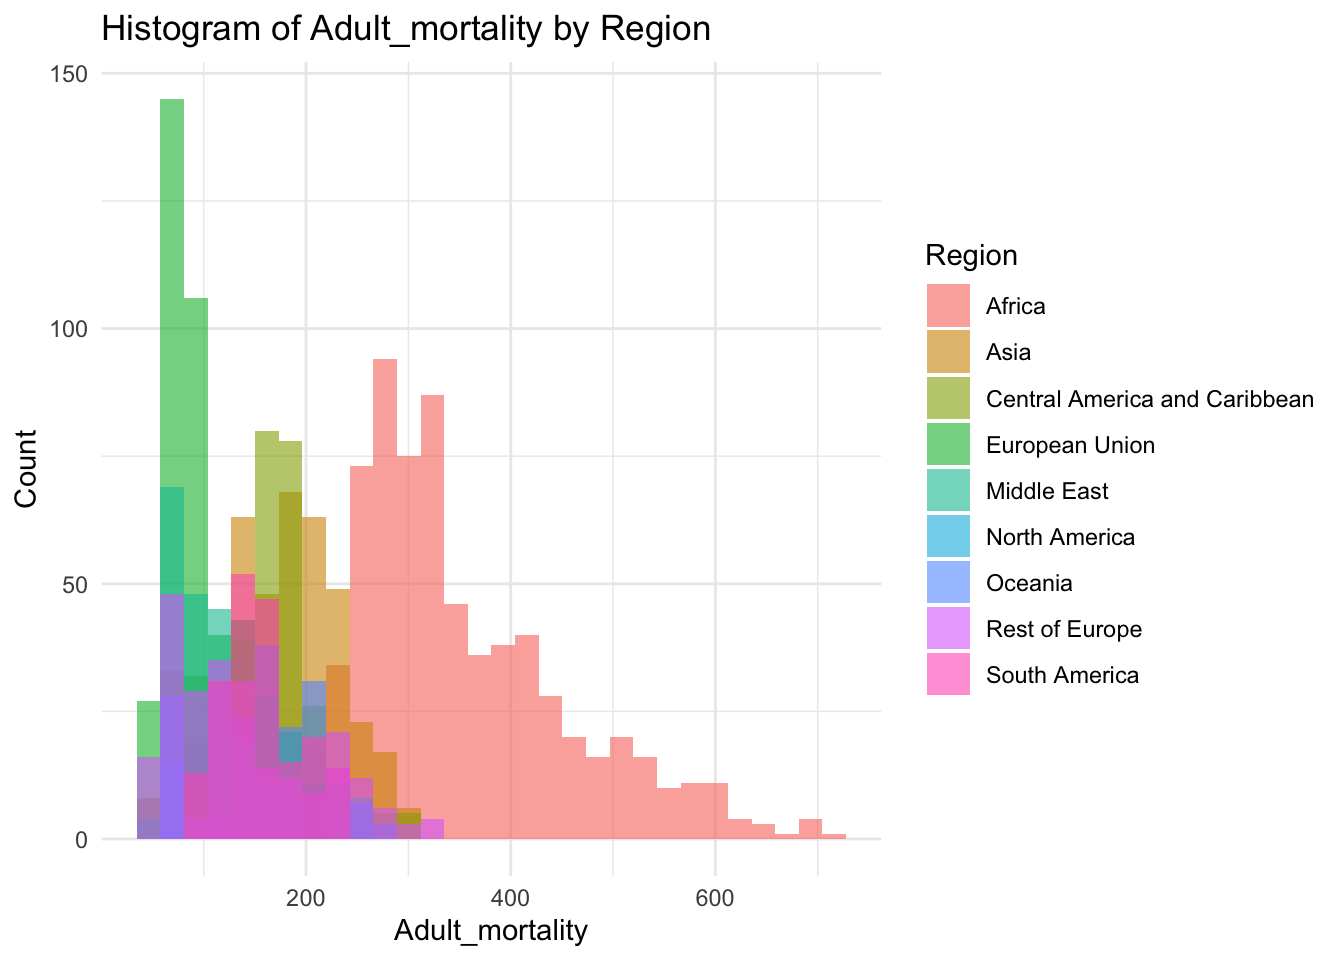 Histogram of Adult_mortality by Region
150
100
50
0
Count
200
400
600
Adult_mortality
Region
Africa
Asia
Central America and Caribbean
European Union
Middle East
North America
Oceania
Rest of Europe
South America